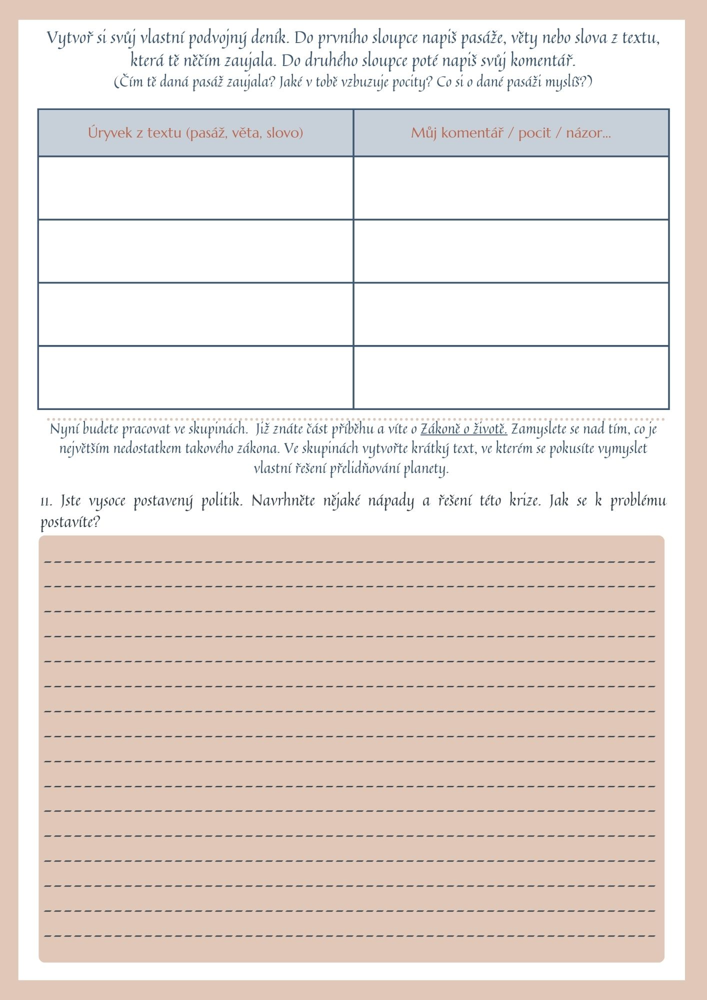 Vytvoř si svůj vlastní podvojný deník. Do prvního sloupce napiš pasáže, věty nebo slova z textu,
která tě něčím zaujala. Do druhého sloupce poté napiš svůj komentář.
(Čím tě daná pasáž zaujala? Jaké v tobě vzbuzuje pocity? Co si o dané pasáži myslíš?)
Úryvek z textu (pasáž, věta, slovo)
Můj komentář / pocit / názor...
Nyní budete pracovat ve skupinách. Již znáte část příběhu a víte o Zákoně o životě. Zamyslete se nad tím, co je
největším nedostatkem takového zákona. Ve skupinách vytvořte krátký text, ve kterém se pokusíte vymyslet
vlastní řešení přelidňování planety.
11. Jste vysoce postavený politik. Navrhněte nějaké nápady a řešení této krize. Jak se k problému
postavíte?